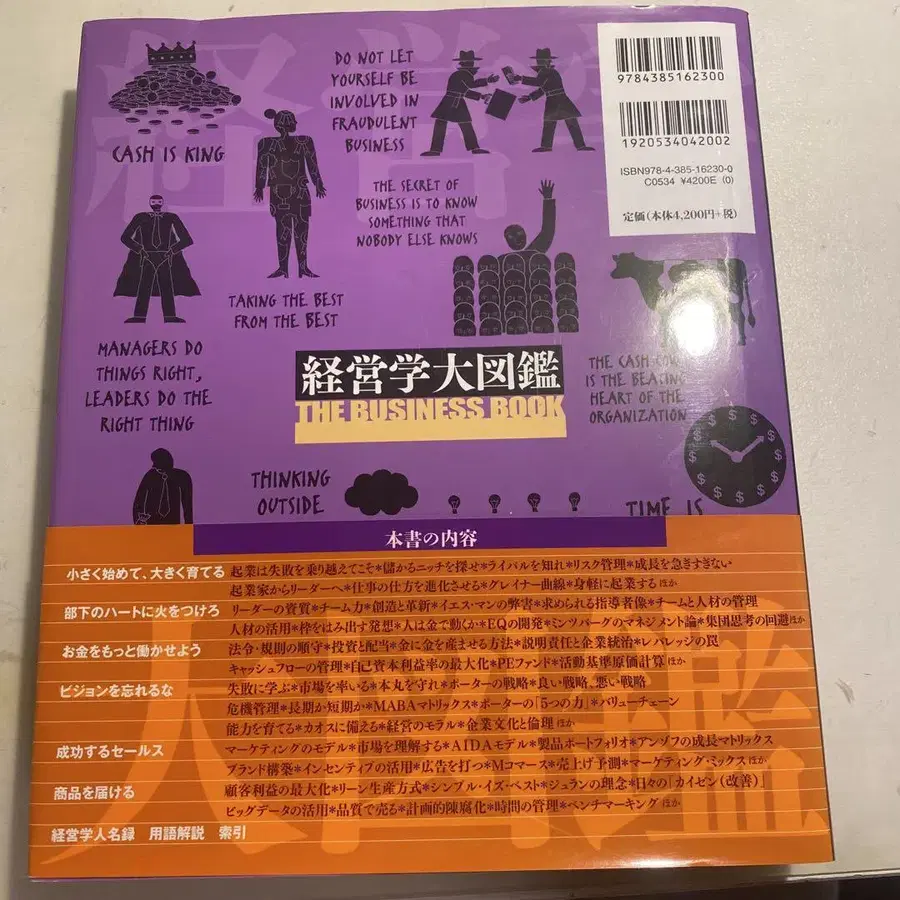 CASH IS KING
DO NOT LET
YOURSELF BE
INVOLVED IN
FRAUDULENT
BUSINESS
9784385162300
1920534042002
ISBN978-4-385-16230-0
C0534 ¥4200E (0)
定価(本体4,200円+税)
THE SECRET OF
BUSINESS IS TO KNOW
SOMETHING THAT
NOBODY ELSE KNOWS
TAKING THE BEST
FROM THE BEST
MANAGERS DO
THINGS RIGHT,
LEADERS DO THE
RIGHT THING
経営学大図鑑
THE BUSINESS BOOK
THE CASH COW
IS THE BEATING
HEART OF THE
ORGANIZATION
THINKING
OUTSIDE
TIME IS
本書の内容
小さく始めて、大きく育てる 起業は失敗を乗り越えてこそ*儲かるニッチを探せ*ライバルを知れ*リスク管理*成長を急ぎすぎない
起業家からリーダーへ*仕事の仕方を進化させる*グレイナー曲線*身軽に起業する ほか
部下のハートに火をつけろ リーダーの資質*チーム力*創造と革新*イエス・マンの弊害*求められる指導者像*チームと人材の管理
人材の活用*枠をはみ出す発想*人は金で動くか*EQの開発*ミンツバーグのマネジメント論*集団思考の回避ほか
お金をもっと働かせよう 法令・規則の順守*投資と配当*金に金を産ませる方法*説明責任と企業統治*レバレッジの罠
キャッシュフローの管理*自己資本利益率の最大化*PEファンド*活動基準原価計算 ほか
ビジョンを忘れるな 失敗に学ぶ*市場を率いる*本丸を守れ*ポーターの戦略*良い戦略、悪い戦略
危機管理*長期か短期か*MABAマトリックス*ポーターの「5つの力」*バリューチェーン
能力を育てる*カオスに備える*経営のモラル*企業文化と倫理 ほか
成功するセールス マーケティングのモデル*市場を理解する*AIDAモデル*製品ポートフォリオ*アンゾフの成長マトリックス
ブランド構築*インセンティブの活用*広告を打つ*Mコマース*売上げ予測*マーケティング・ミックス ほか
商品を届ける 顧客利益の最大化*リーン生産方式*シンプル・イズ・ベスト*ジュランの理念*日々の「カイゼン(改善)」
ビッグデータの活用*品質で売る*計画的陳腐化*時間の管理*ベンチマーキング ほか
経営学人名録 用語解説 索引